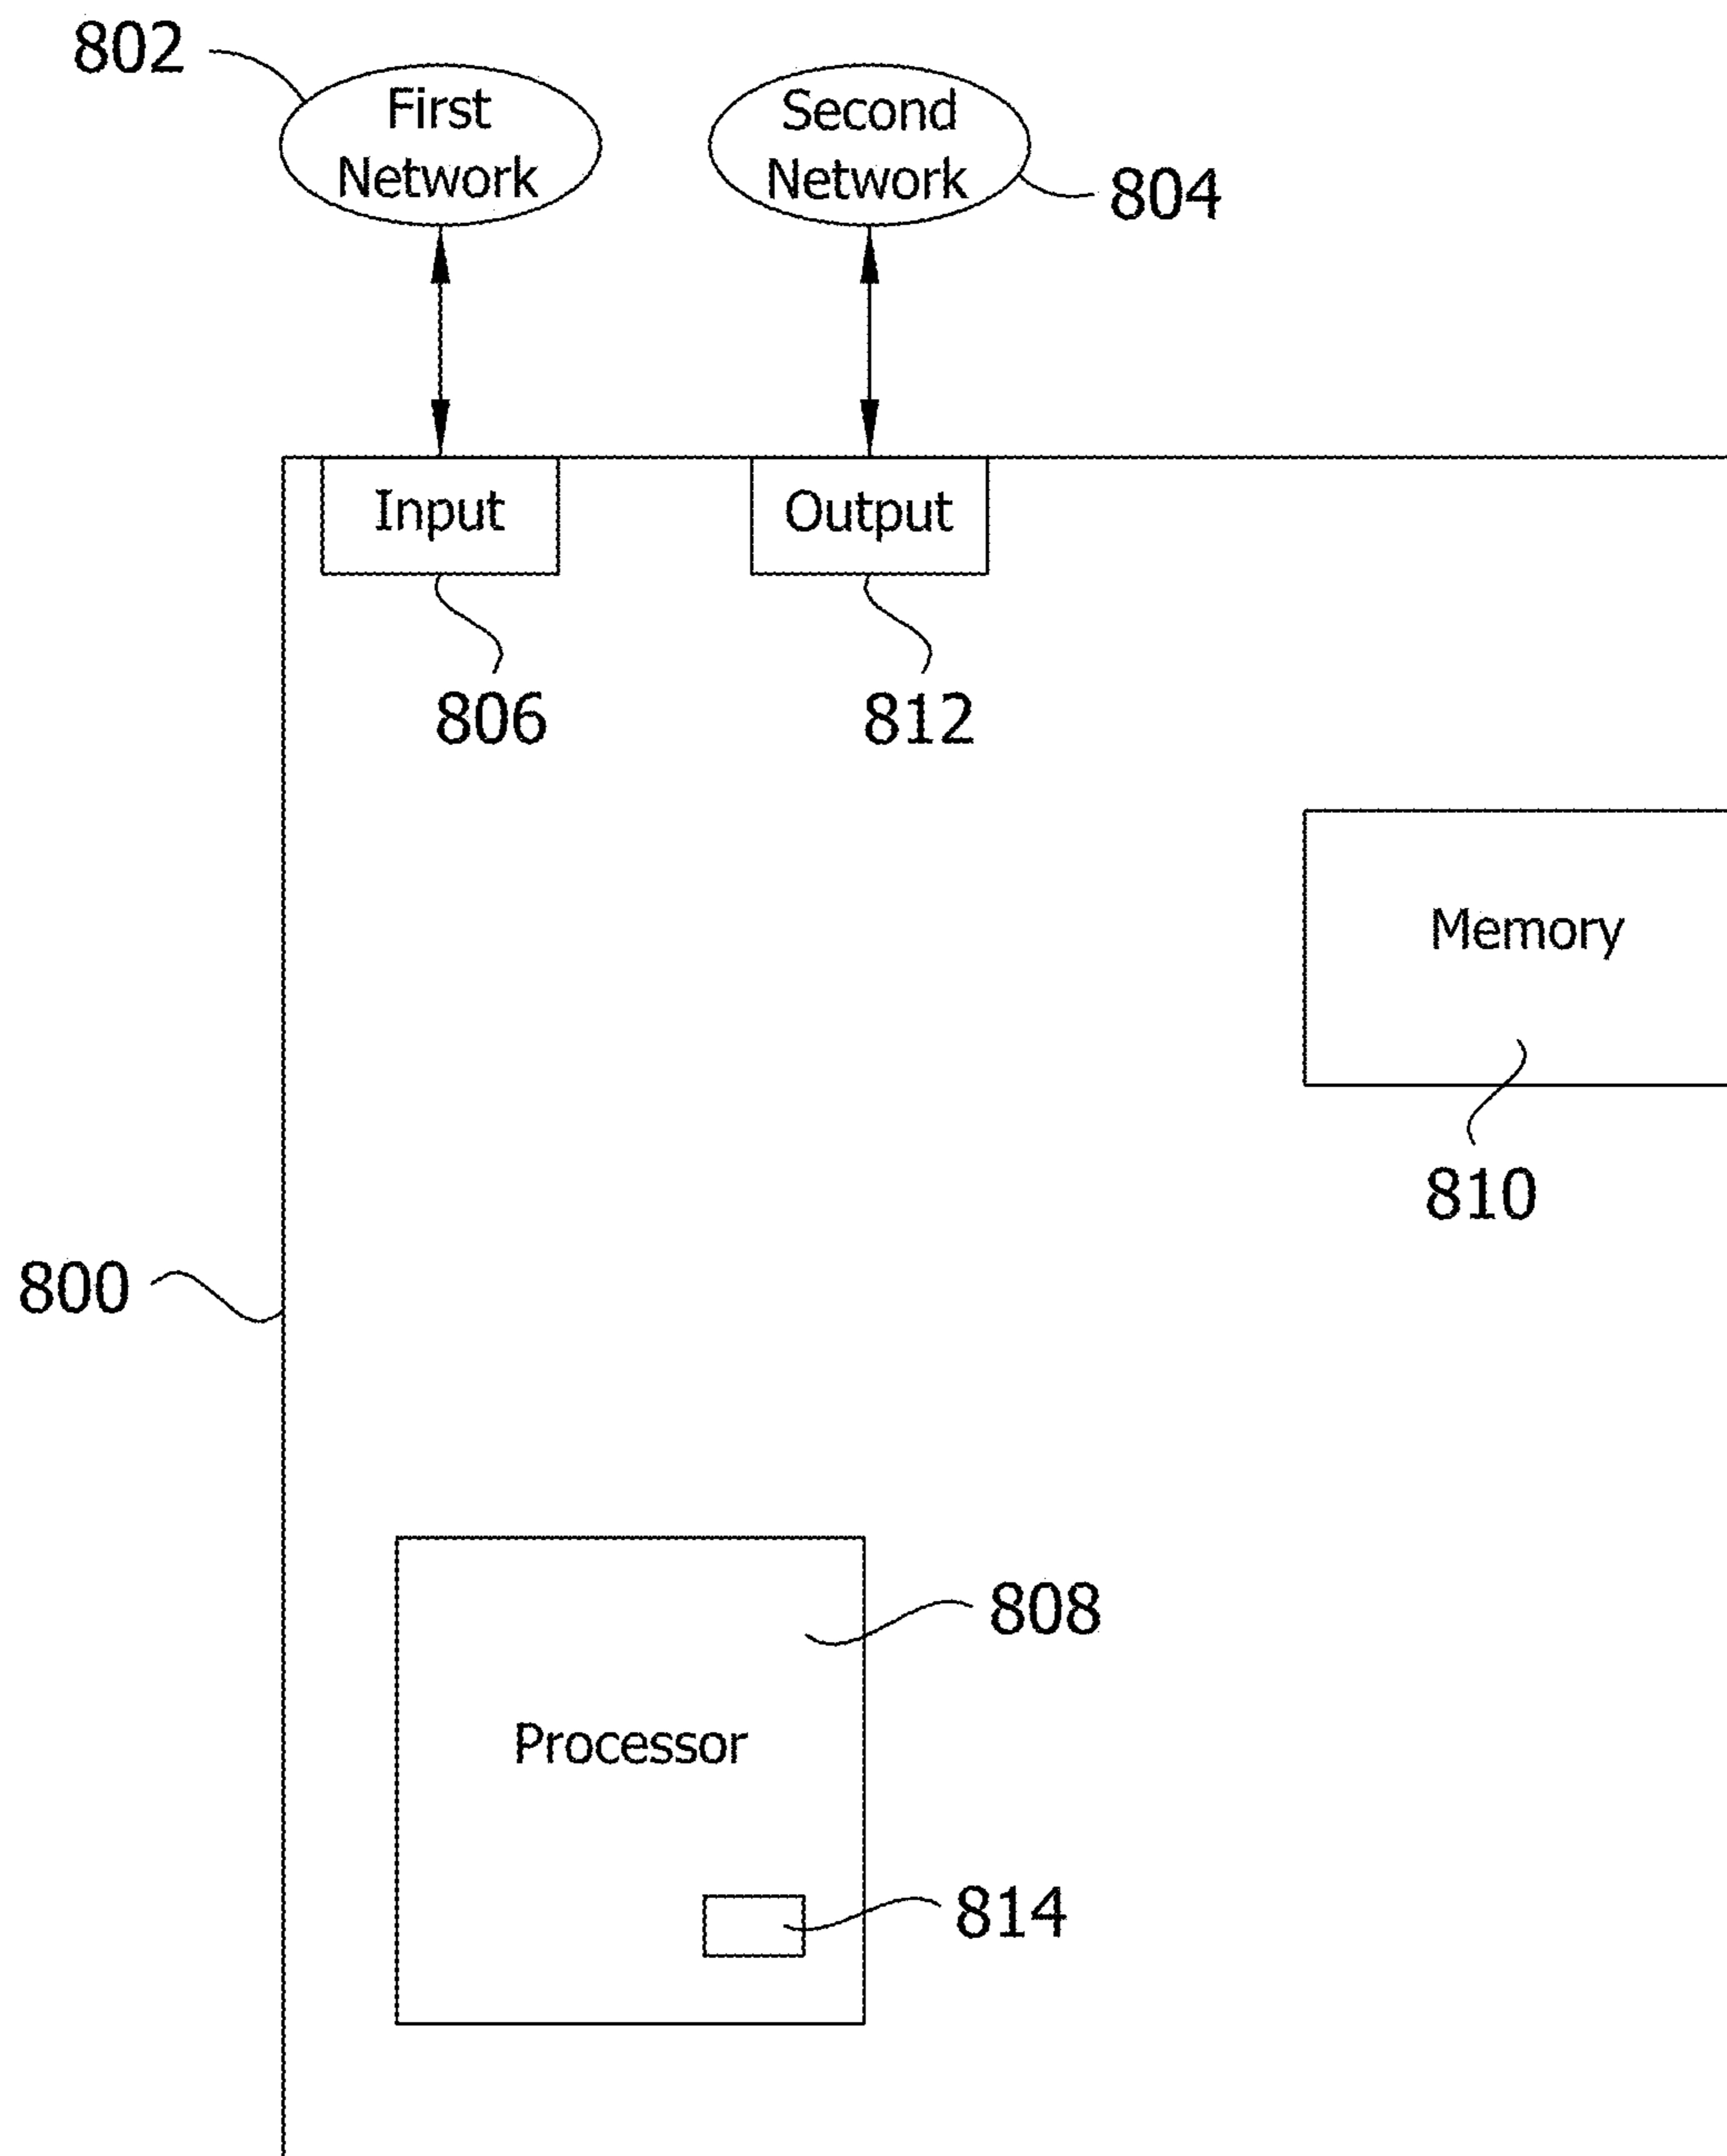 802
First
Network
Second
Network
804
Input
Output
806
812
Memory
810
800
808
Processor
814